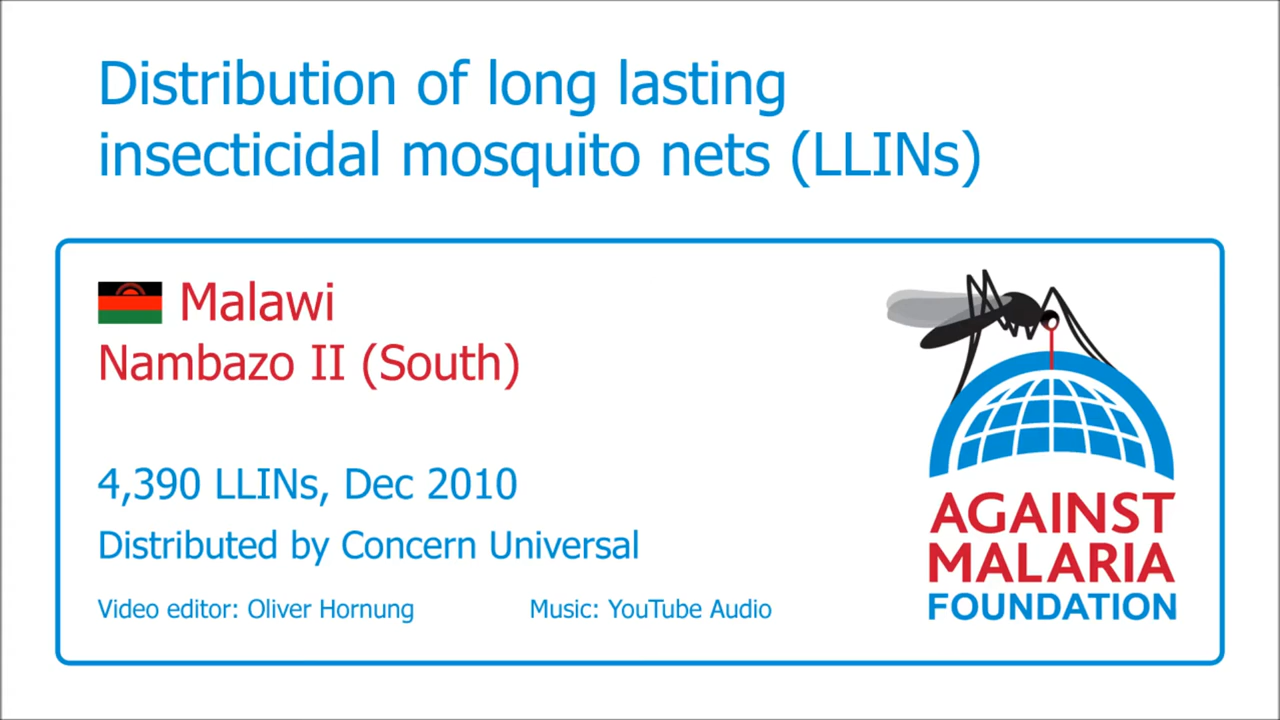 Distribution of long lasting
insecticidal mosquito nets (LLINs)
Malawi
Nambazo II (South)
4,390 LLINs, Dec 2010
Distributed by Concern Universal
Video editor: Oliver Hornung
Music: YouTube Audio
AGAINST
MALARIA
FOUNDATION